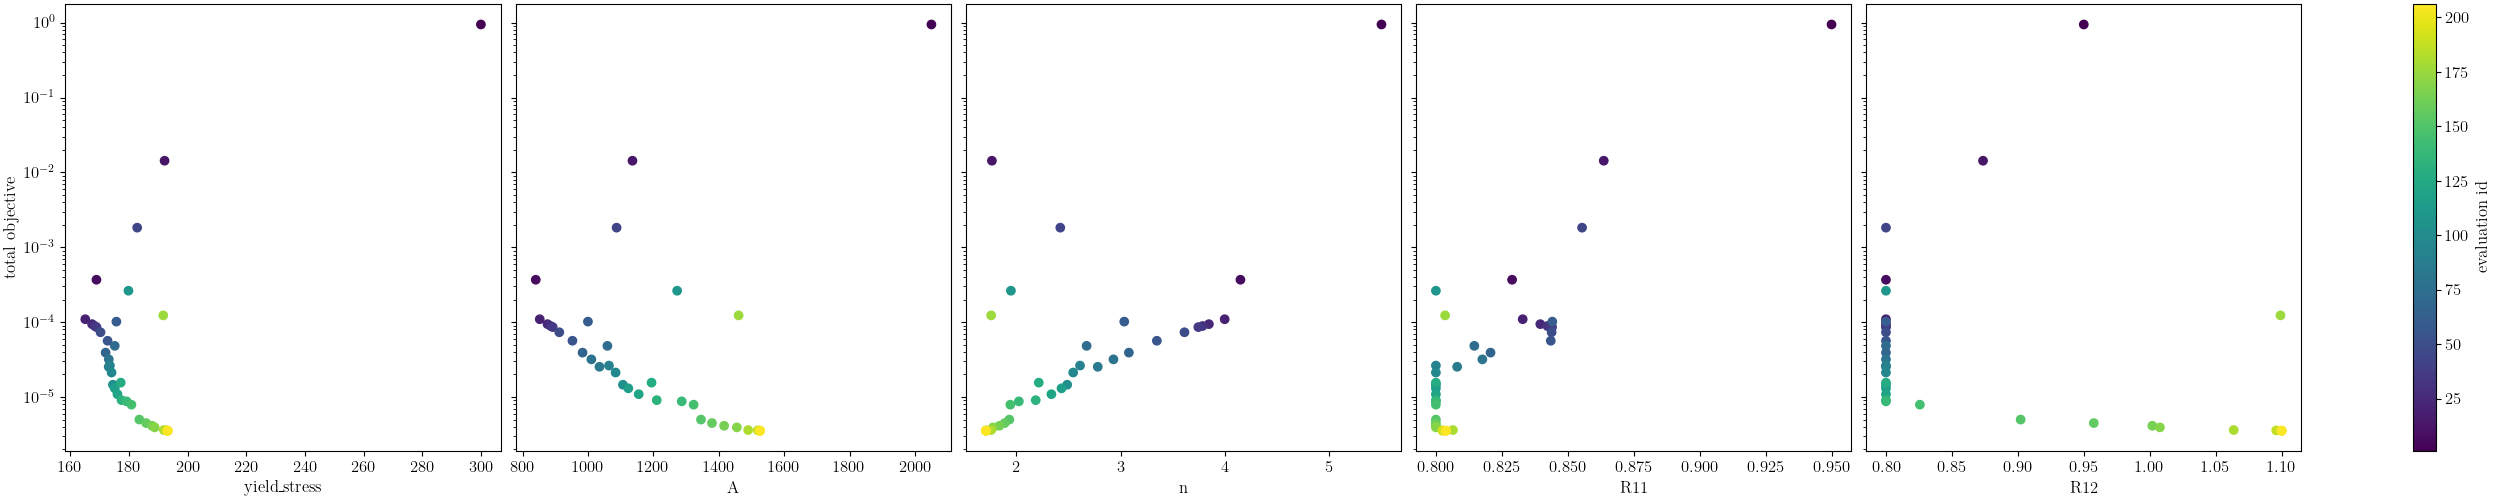 total objective
10⁰
10⁻¹
10⁻²
10⁻³
10⁻⁴
10⁻⁵
160 180 200 220 240 260 280 300
yield_stress
800 1000 1200 1400 1600 1800 2000
A
2 3 4 5
n
0.800 0.825 0.850 0.875 0.900 0.925 0.950
R11
0.80 0.85 0.90 0.95 1.00 1.05 1.10
R12
200
175
150
125
100
75
50
25
evaluation id